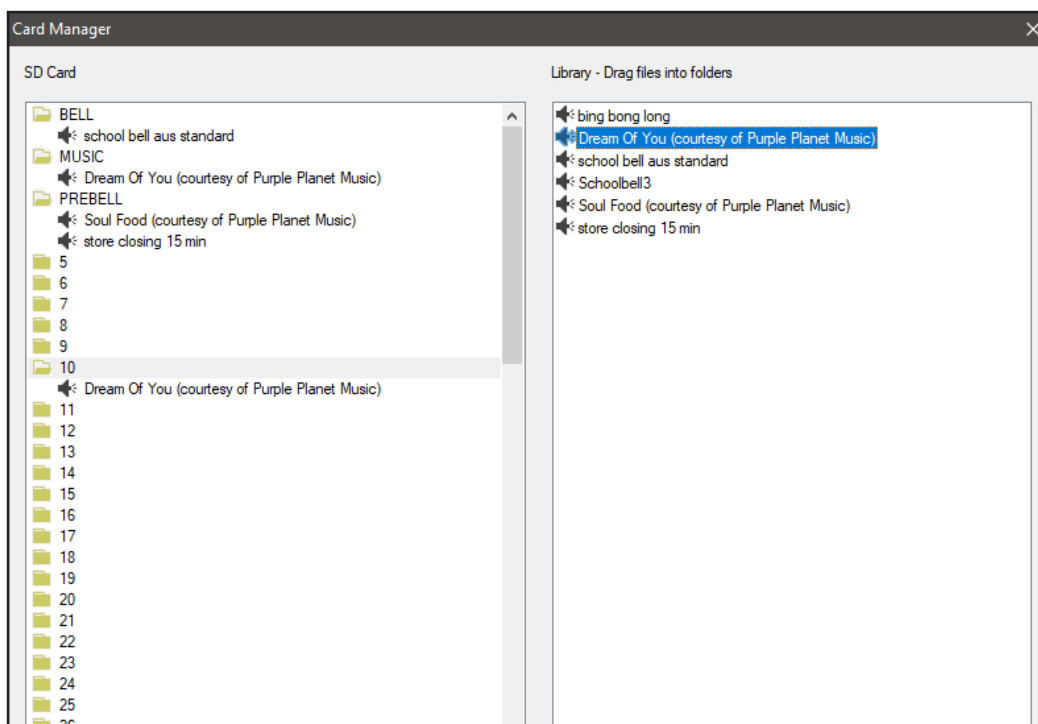 Card Manager
SD Card
BELL
school bell aus standard
MUSIC
Dream Of You (courtesy of Purple Planet Music)
PREBELL
Soul Food (courtesy of Purple Planet Music)
store closing 15 min
5
6
7
8
9
10
Dream Of You (courtesy of Purple Planet Music)
11
12
13
14
15
16
17
18
19
20
21
22
23
24
25
26
Library - Drag files into folders
bing bong long
Dream Of You (courtesy of Purple Planet Music)
school bell aus standard
Schoolbell3
Soul Food (courtesy of Purple Planet Music)
store closing 15 min